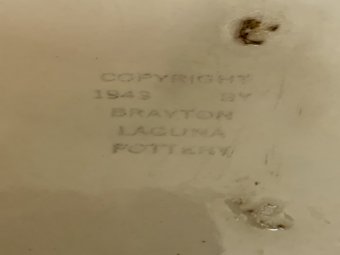 COPYRIGHT
1943 BY
BRAYTON
LAGUNA
POTTERY